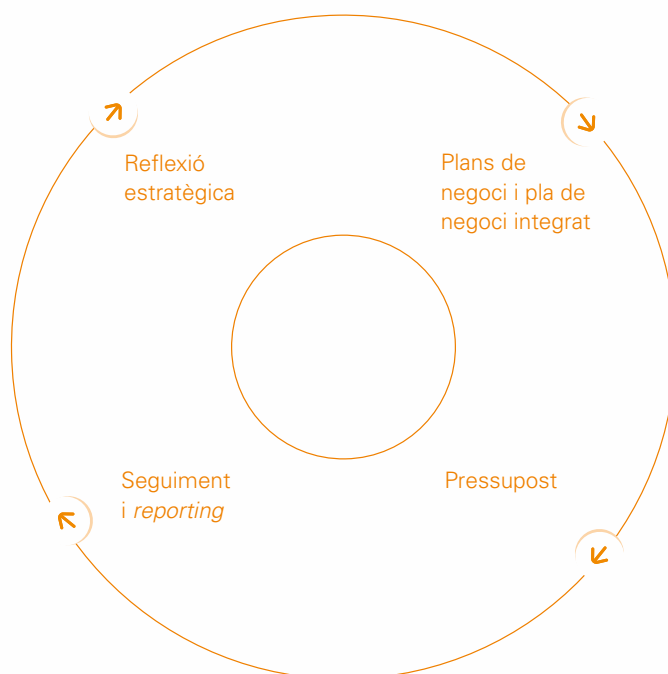 Reflexió
estratègica
Plans de
negoci i pla de
negoci integrat
Seguiment
i reporting
Pressupost